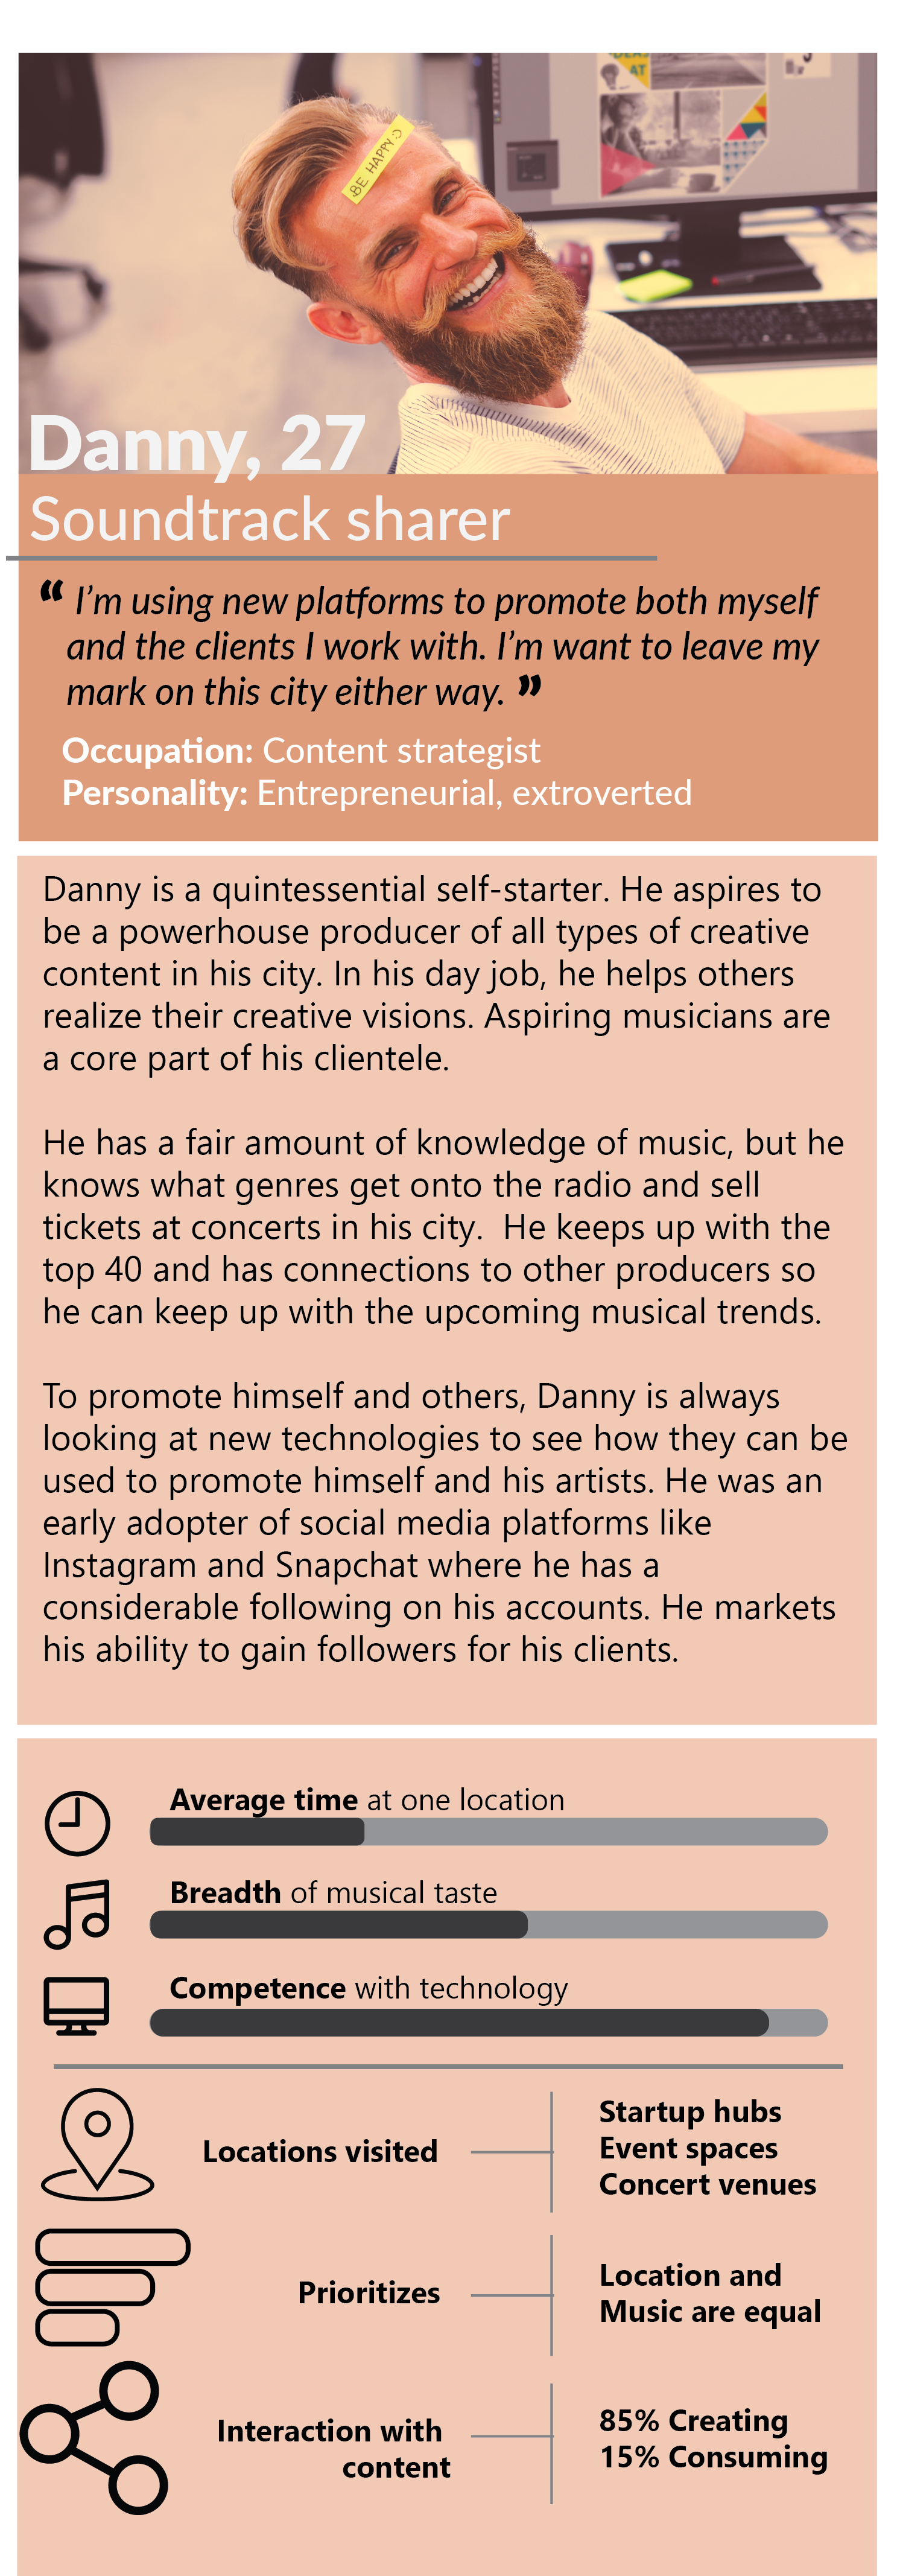 AT
BE HAPPY :)
Danny, 27
Soundtrack sharer
“ I’m using new platforms to promote both myself
and the clients I work with. I’m want to leave my
mark on this city either way. ”
Occupation: Content strategist
Personality: Entrepreneurial, extroverted
Danny is a quintessential self-starter. He aspires to
be a powerhouse producer of all types of creative
content in his city. In his day job, he helps others
realize their creative visions. Aspiring musicians are
a core part of his clientele.
He has a fair amount of knowledge of music, but he
knows what genres get onto the radio and sell
tickets at concerts in his city.  He keeps up with the
top 40 and has connections to other producers so
he can keep up with the upcoming musical trends.
To promote himself and others, Danny is always
looking at new technologies to see how they can be
used to promote himself and his artists. He was an
early adopter of social media platforms like
Instagram and Snapchat where he has a
considerable following on his accounts. He markets
his ability to gain followers for his clients.
Average time at one location
Breadth of musical taste
Competence with technology
Locations visited
Startup hubs
Event spaces
Concert venues
Prioritizes
Location and
Music are equal
Interaction with
content
85% Creating
15% Consuming